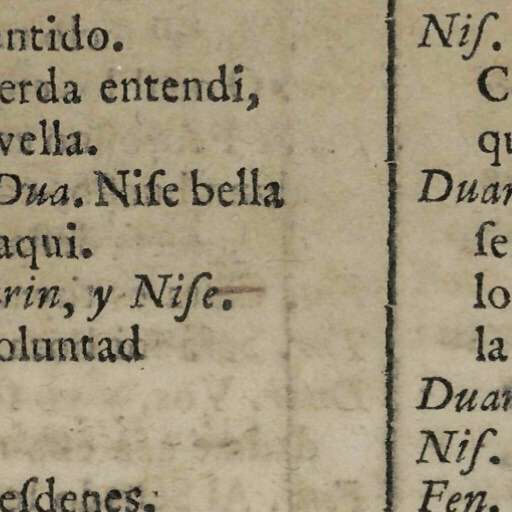 entido.
erda entendi,
vella.
Dua. Niſe bella
aqui.
rin, y Niſe.
oluntad
eſdenes.
Niſ.
C
qu
Duar
ſe
lo
la
Duar
Niſ.
Fen.